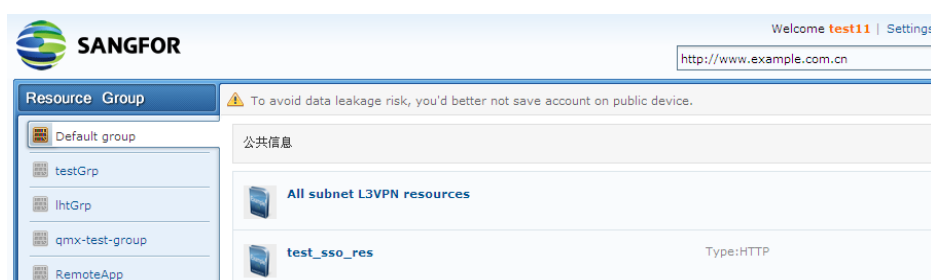 SANGFOR
Welcome test11 | Settings
http://www.example.com.cn
Resource Group
To avoid data leakage risk, you'd better not save account on public device.
Default group
公共信息
testGrp
All subnet L3VPN resources
lhtGrp
qmx-test-group
test_sso_res Type:HTTP
RemoteApp